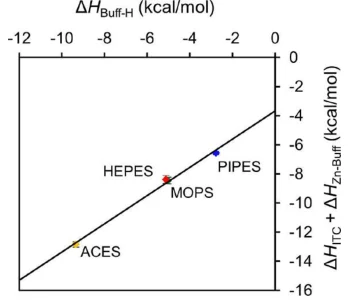 ΔH_Buff-H (kcal/mol)
-12 -10 -8 -6 -4 -2 0
0
-2
-4
-6
-8
-10
-12
-14
-16
ΔH_ITC + ΔH_Zn-Buff (kcal/mol)
HEPES
PIPES
MOPS
ACES